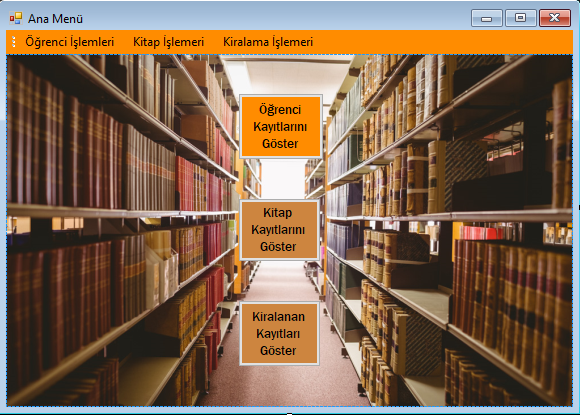 Ana Menü
Öğrenci İşlemleri Kitap İşlemeri Kiralama İşlemeri
Öğrenci
Kayıtlarını
Göster
Kitap
Kayıtlarını
Göster
Kiralanan
Kayıtları
Göster